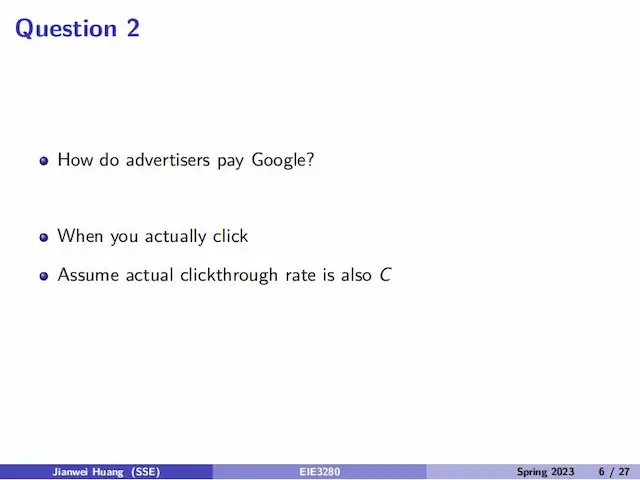 Question 2
How do advertisers pay Google?
When you actually click
Assume actual clickthrough rate is also C
Jianwei Huang (SSE) EIE3280 Spring 2023 6 / 27